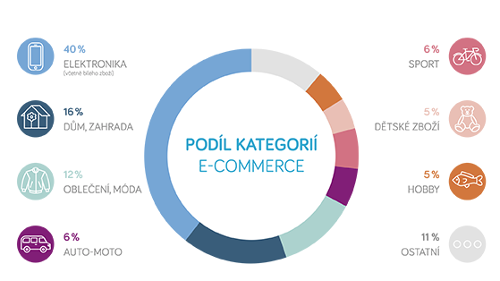 40 %
ELEKTRONIKA
(včetně bílého zboží)
16 %
DŮM, ZAHRADA
12 %
OBLEČENÍ, MÓDA
6 %
AUTO-MOTO
PODÍL KATEGORIÍ
E-COMMERCE
6 %
SPORT
5 %
DĚTSKÉ ZBOŽÍ
5 %
HOBBY
11 %
OSTATNÍ